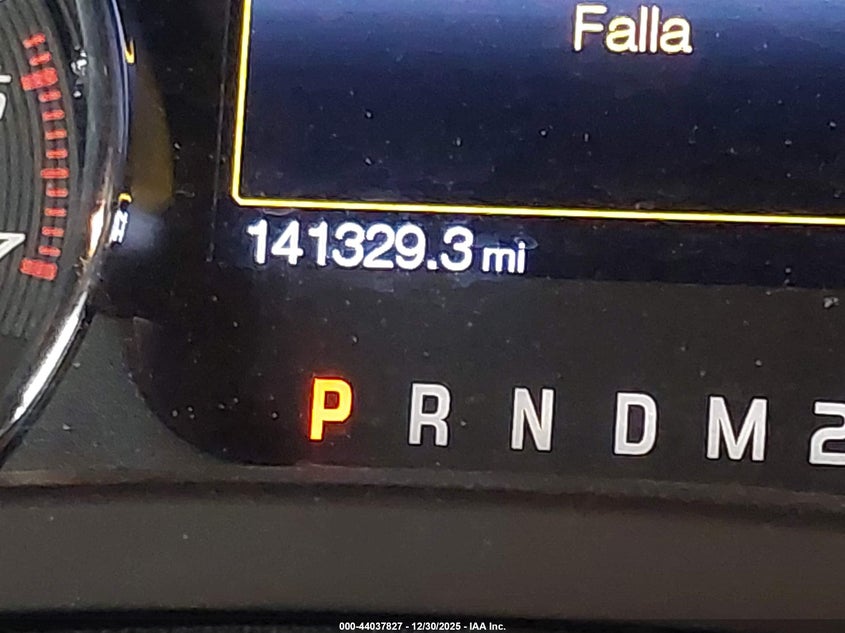 Falla
141329.3 mi
P R N D M 2
000-44037827 - 12/30/2025 - IAA Inc.